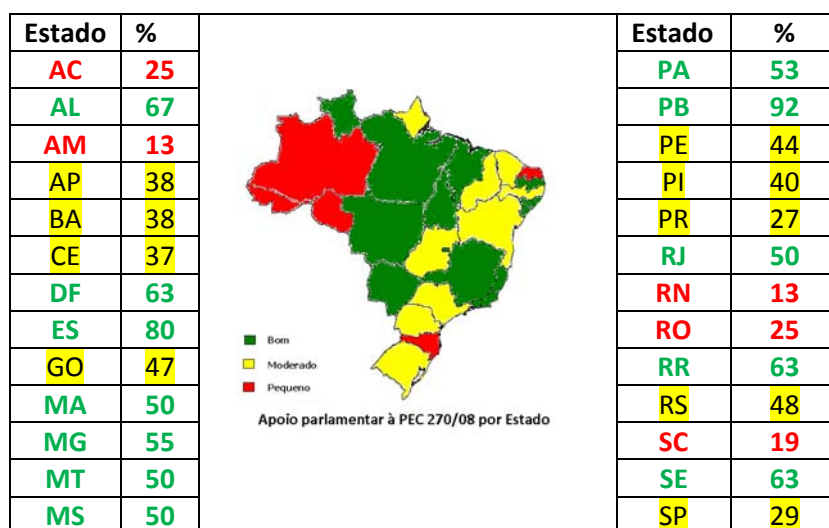 Estado %
AC 25
AL 67
AM 13
AP 38
BA 38
CE 37
DF 63
ES 80
GO 47
MA 50
MG 55
MT 50
MS 50
Bom
Moderado
Pequeno
Apoio parlamentar à PEC 270/08 por Estado
Estado %
PA 53
PB 92
PE 44
PI 40
PR 27
RJ 50
RN 13
RO 25
RR 63
RS 48
SC 19
SE 63
SP 29